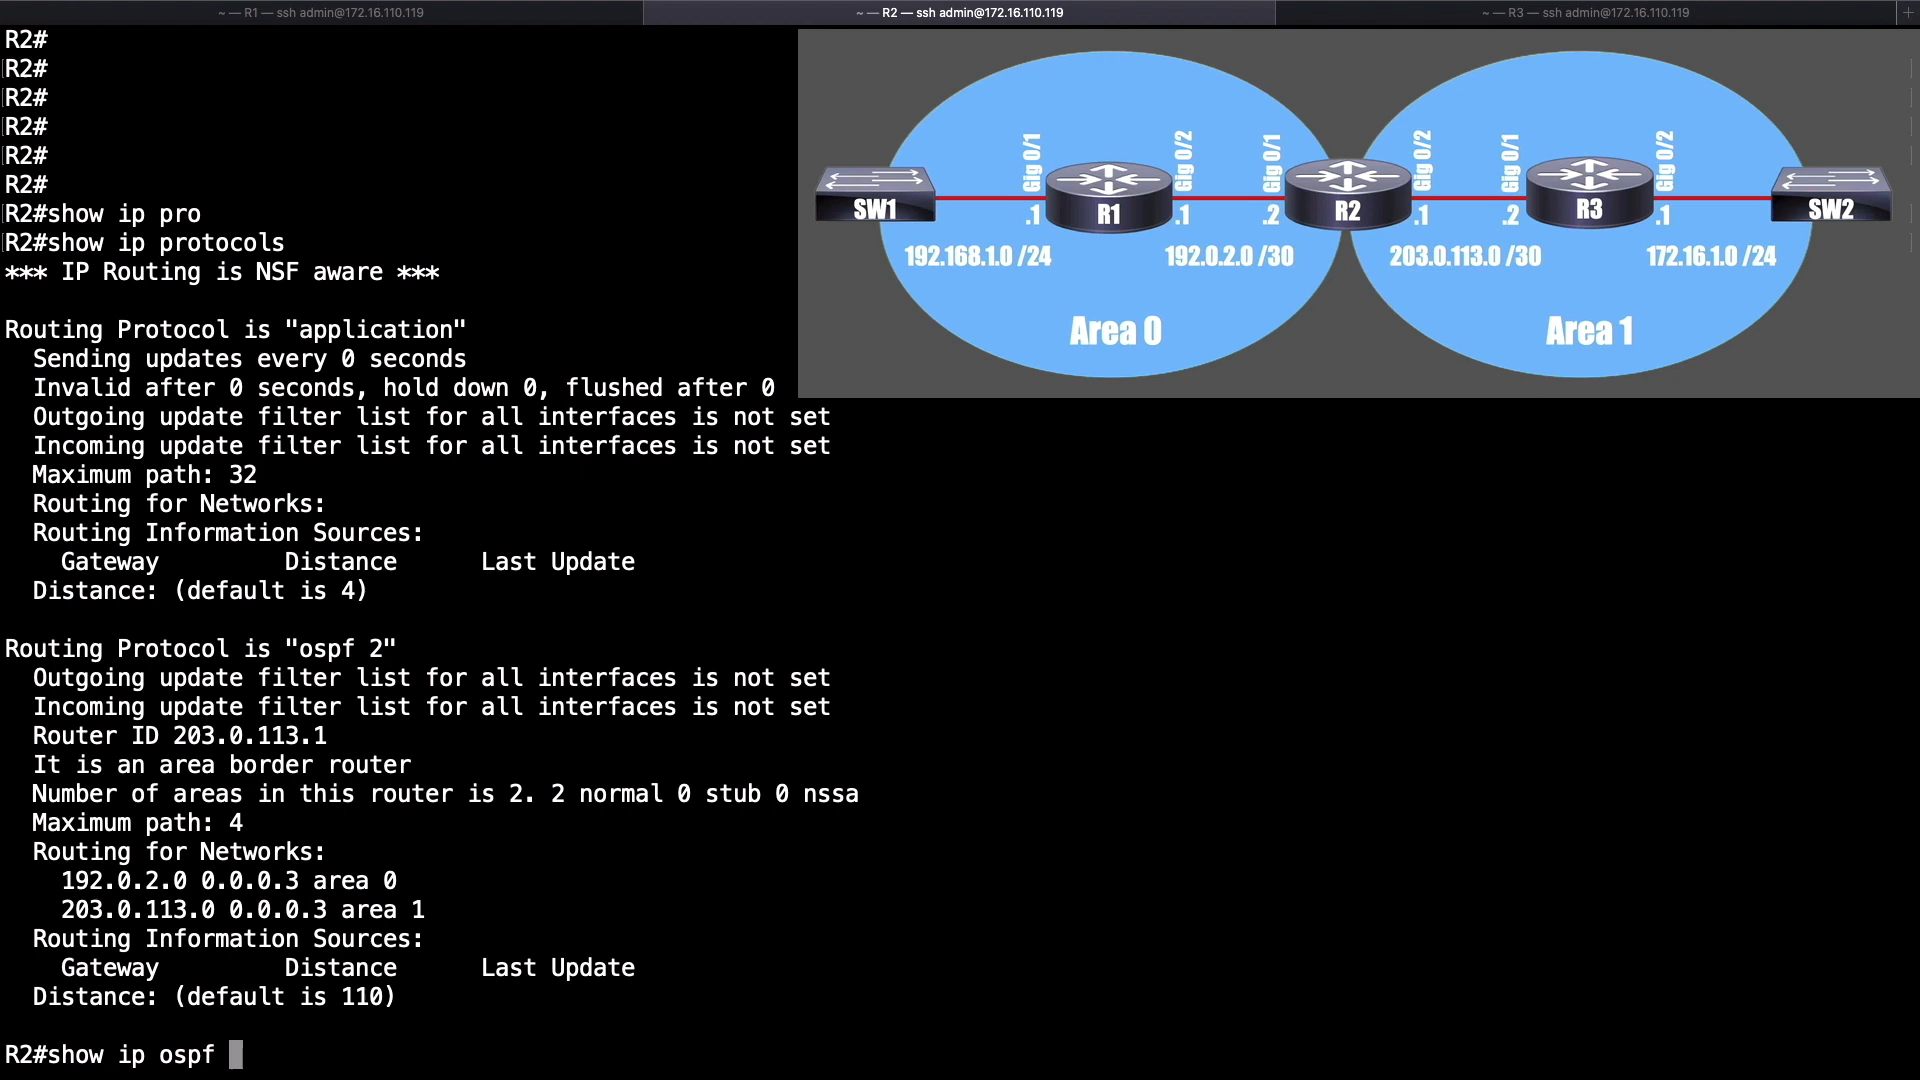 ~ — R1 — ssh admin@172.16.110.119
~ — R2 — ssh admin@172.16.110.119
~ — R3 — ssh admin@172.16.110.119
+
R2#
R2#
R2#
R2#
R2#
R2#
R2#show ip pro
R2#show ip protocols
*** IP Routing is NSF aware ***
Routing Protocol is "application"
Sending updates every 0 seconds
Invalid after 0 seconds, hold down 0, flushed after 0
Outgoing update filter list for all interfaces is not set
Incoming update filter list for all interfaces is not set
Maximum path: 32
Routing for Networks:
Routing Information Sources:
Gateway Distance Last Update
Distance: (default is 4)
Routing Protocol is "ospf 2"
Outgoing update filter list for all interfaces is not set
Incoming update filter list for all interfaces is not set
Router ID 203.0.113.1
It is an area border router
Number of areas in this router is 2. 2 normal 0 stub 0 nssa
Maximum path: 4
Routing for Networks:
192.0.2.0 0.0.0.3 area 0
203.0.113.0 0.0.0.3 area 1
Routing Information Sources:
Gateway Distance Last Update
Distance: (default is 110)
R2#show ip ospf
Gig 0/1
Gig 0/2
Gig 0/1
Gig 0/2
Gig 0/1
Gig 0/2
SW1
.1
R1
.1
.2
R2
.1
.2
R3
.1
SW2
192.168.1.0 /24
192.0.2.0 /30
203.0.113.0 /30
172.16.1.0 /24
Area 0
Area 1